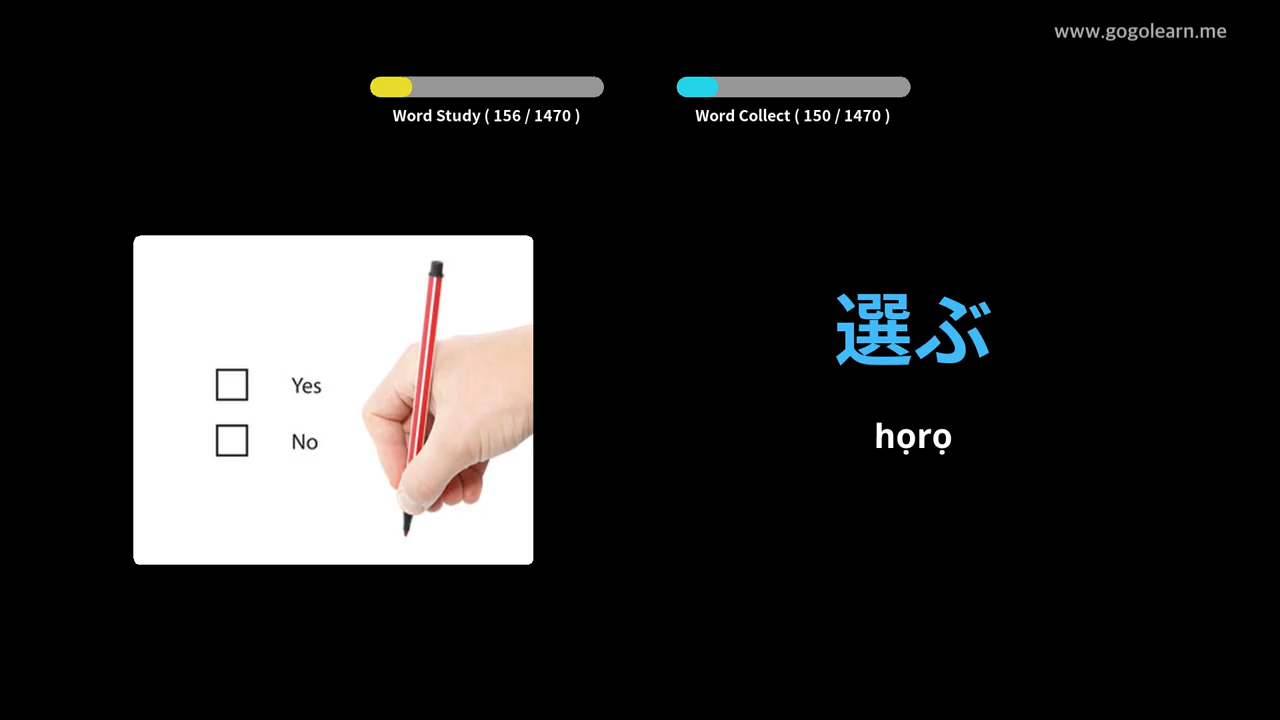 www.gogolearn.me
Word Study ( 156 / 1470 )
Word Collect ( 150 / 1470 )
Yes
No
選ぶ
họrọ